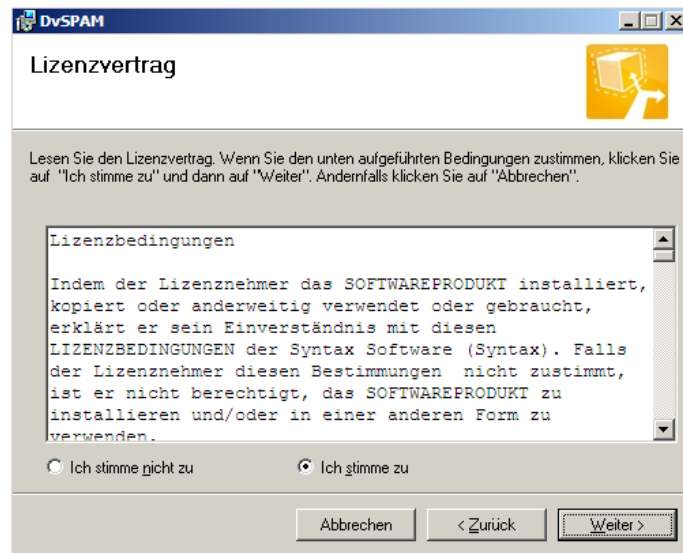 DvSPAM
Lizenzvertrag
Lesen Sie den Lizenzvertrag. Wenn Sie den unten aufgeführten Bedingungen zustimmen, klicken Sie
auf "Ich stimme zu" und dann auf "Weiter". Andernfalls klicken Sie auf "Abbrechen".
Lizenzbedingungen
Indem der Lizenznehmer das SOFTWAREPRODUKT installiert,
kopiert oder anderweitig verwendet oder gebraucht,
erklärt er sein Einverständnis mit diesen
LIZENZBEDINGUNGEN der Syntax Software (Syntax). Falls
der Lizenznehmer diesen Bestimmungen  nicht zustimmt,
ist er nicht berechtigt, das SOFTWAREPRODUKT zu
installieren und/oder in einer anderen Form zu
verwenden.
Ich stimme nicht zu
Ich stimme zu
Abbrechen
< Zurück
Weiter >